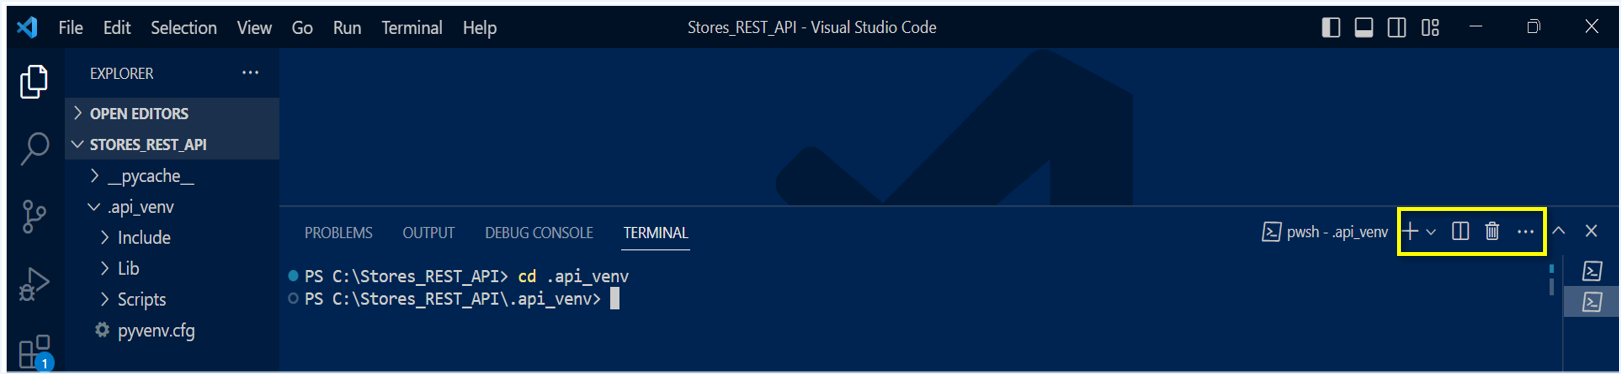 File Edit Selection View Go Run Terminal Help Stores_REST_API - Visual Studio Code
EXPLORER ...
OPEN EDITORS
STORES_REST_API
__pycache__
.api_venv
Include
Lib
Scripts
pyvenv.cfg
1
PROBLEMS OUTPUT DEBUG CONSOLE TERMINAL pwsh - .api_venv ...
PS C:\Stores_REST_API> cd .api_venv
PS C:\Stores_REST_API\.api_venv>